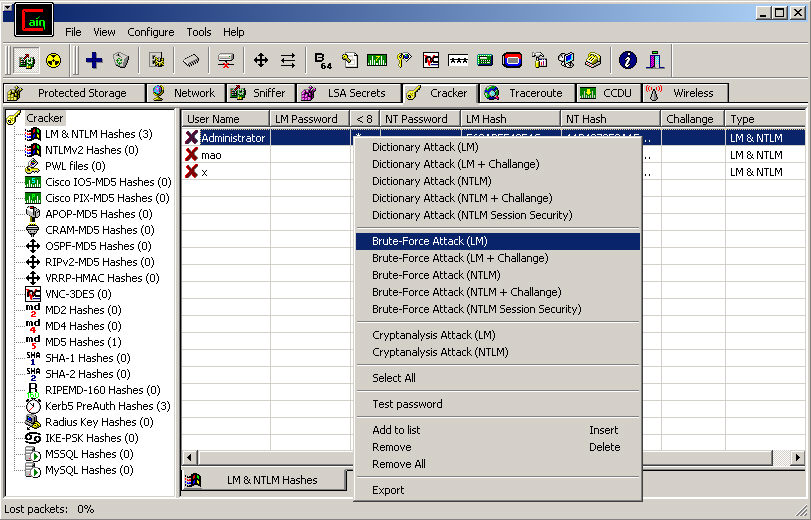 Cain
File View Configure Tools Help
B 64
Protected Storage Network Sniffer LSA Secrets Cracker Traceroute CCDU Wireless
Cracker
LM & NTLM Hashes (3)
NTLMv2 Hashes (0)
PWL files (0)
Cisco IOS-MD5 Hashes (0)
Cisco PIX-MD5 Hashes (0)
APOP-MD5 Hashes (0)
CRAM-MD5 Hashes (0)
OSPF-MD5 Hashes (0)
RIPv2-MD5 Hashes (0)
VRRP-HMAC Hashes (0)
VNC-3DES (0)
MD2 Hashes (0)
MD4 Hashes (0)
MD5 Hashes (1)
SHA-1 Hashes (0)
SHA-2 Hashes (0)
RIPEMD-160 Hashes (0)
Kerb5 PreAuth Hashes (3)
Radius Key Hashes (0)
IKE-PSK Hashes (0)
MSSQL Hashes (0)
MySQL Hashes (0)
User Name LM Password < 8 NT Password LM Hash NT Hash Challange Type
Administrator * LM & NTLM
mao LM & NTLM
x LM & NTLM
Dictionary Attack (LM)
Dictionary Attack (LM + Challange)
Dictionary Attack (NTLM)
Dictionary Attack (NTLM + Challange)
Dictionary Attack (NTLM Session Security)
Brute-Force Attack (LM)
Brute-Force Attack (LM + Challange)
Brute-Force Attack (NTLM)
Brute-Force Attack (NTLM + Challange)
Brute-Force Attack (NTLM Session Security)
Cryptanalysis Attack (LM)
Cryptanalysis Attack (NTLM)
Select All
Test password
Add to list Insert
Remove Delete
Remove All
Export
LM & NTLM Hashes
Lost packets: 0%